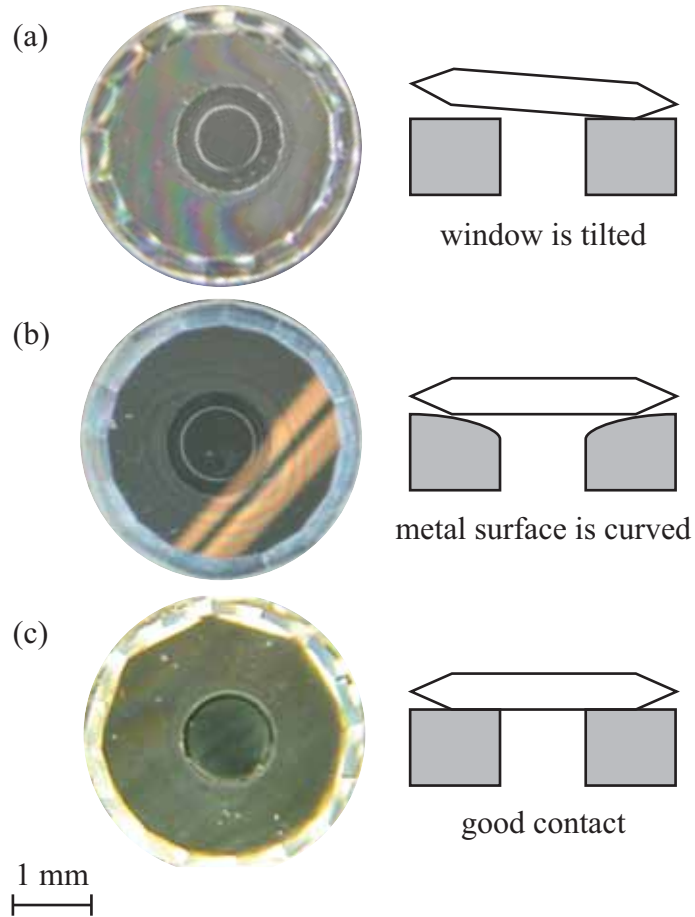 (a)
window is tilted
(b)
metal surface is curved
(c)
good contact
1 mm